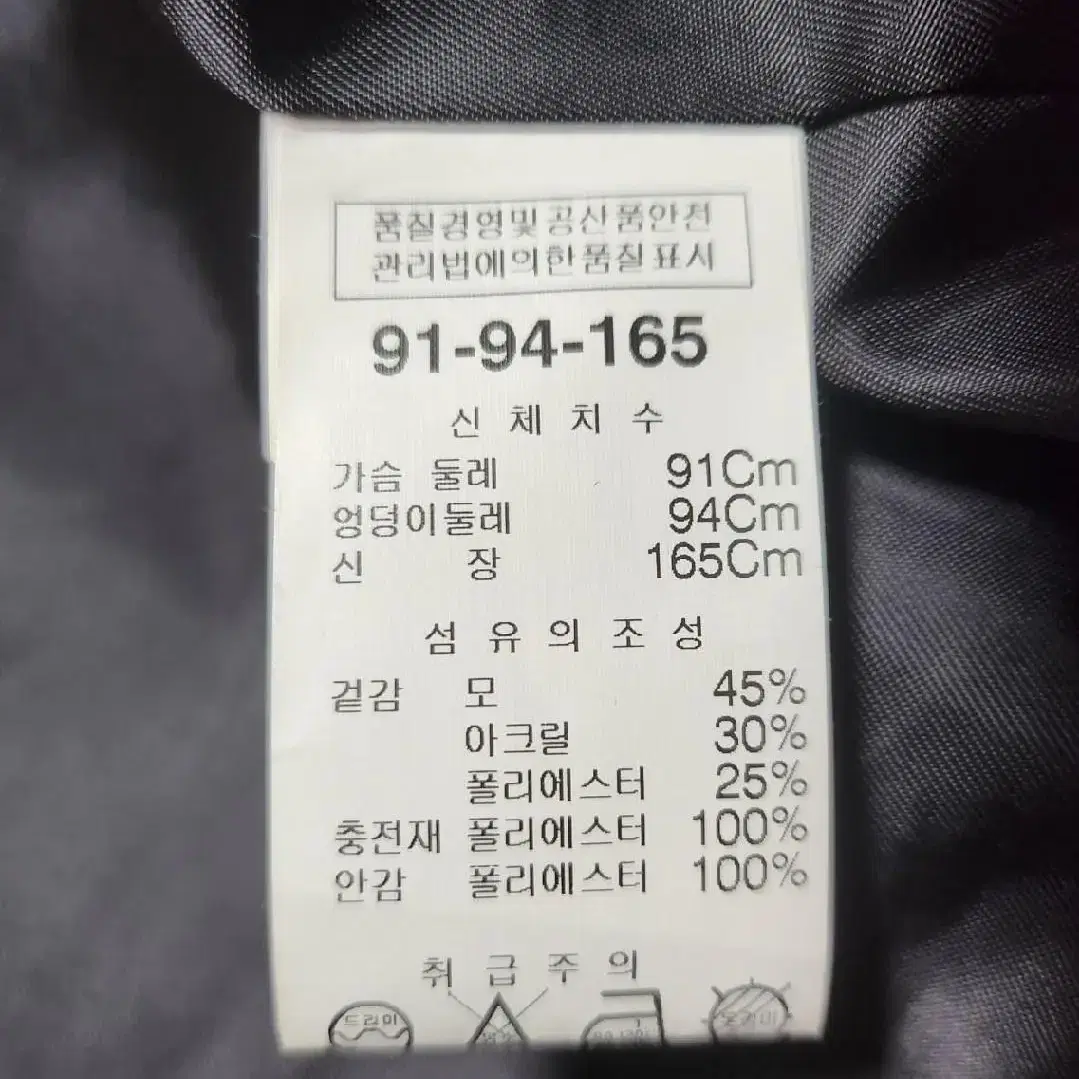 품질경영및공산품안전
관리법에의한품질표시
91-94-165
신 체 치 수
가슴 둘레 91Cm
엉덩이둘레 94Cm
신 장 165Cm
섬 유 의 조 성
겉감 모 45%
아크릴 30%
폴리에스터 25%
충전재 폴리에스터 100%
안감 폴리에스터 100%
취 급 주 의